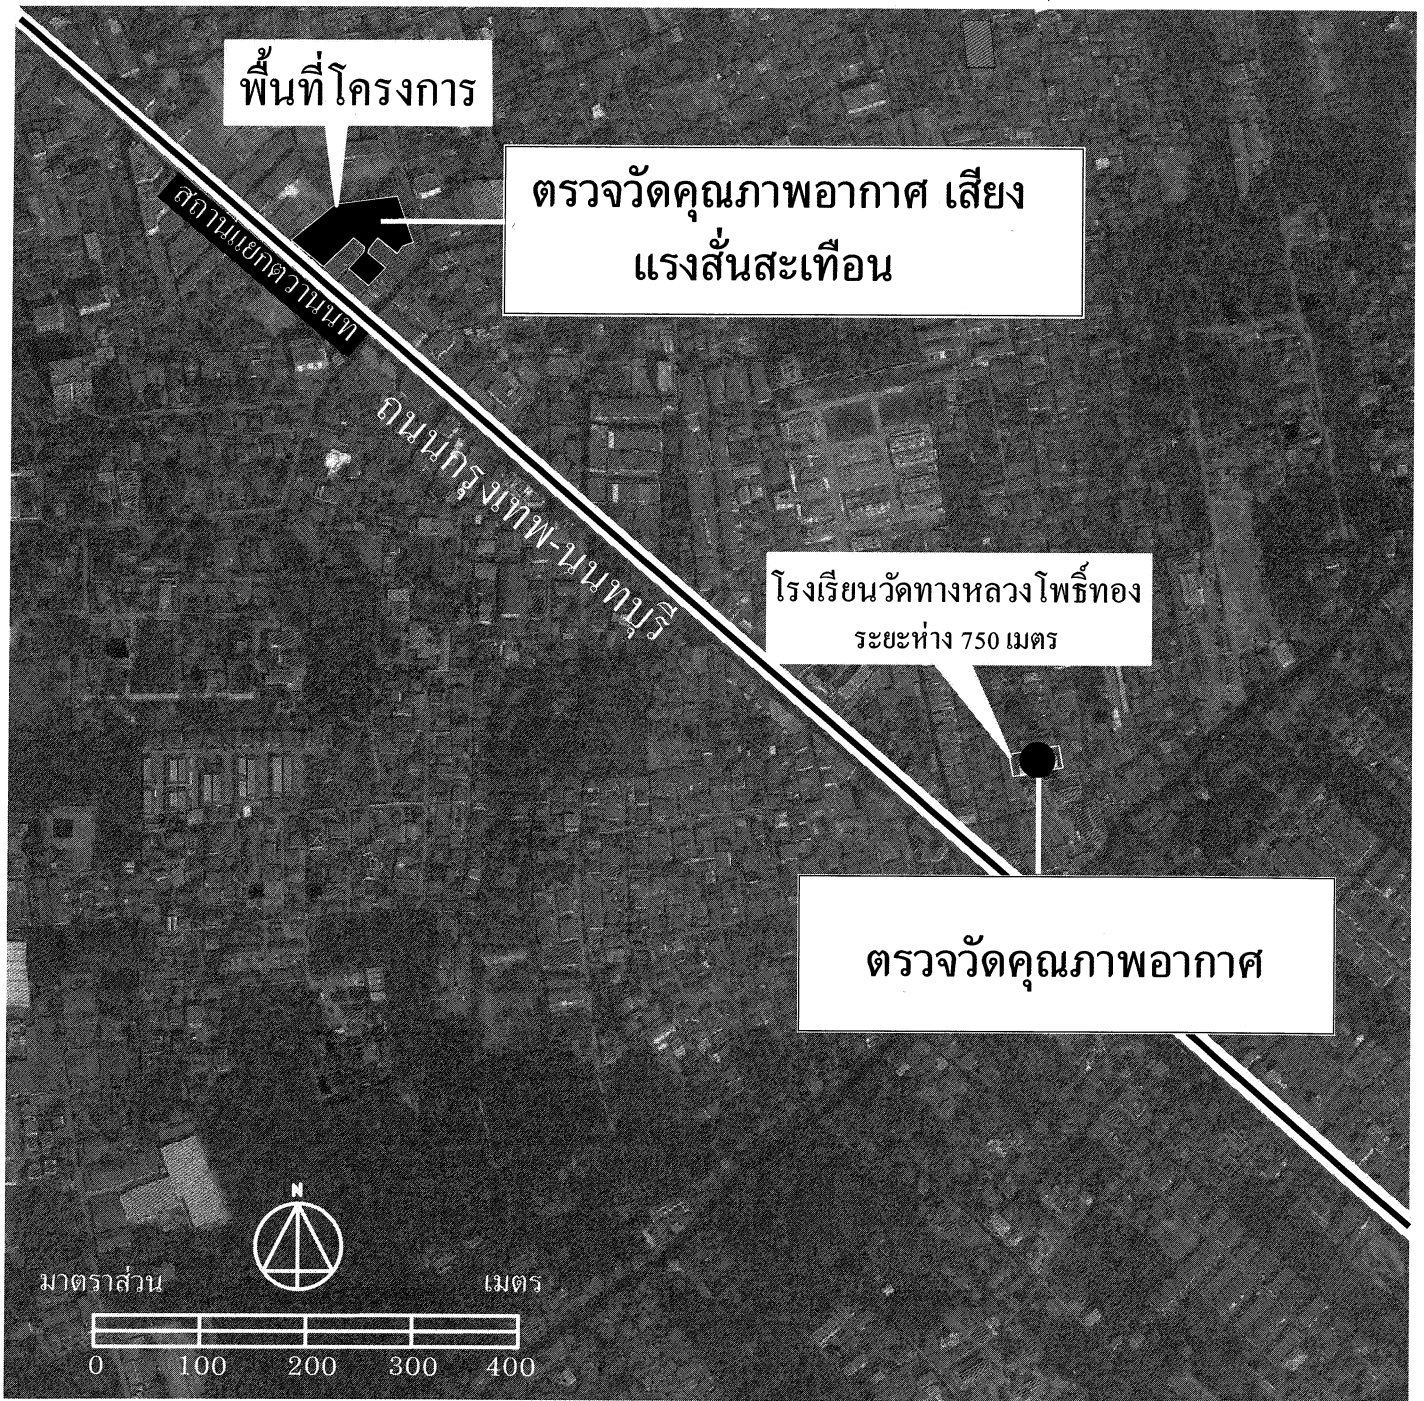 พื้นที่โครงการ
ตรวจวัดคุณภาพอากาศ เสียง
แรงสั่นสะเทือน
สถานีแยกติวานนท์
ถนนกรุงเทพ-นนทบุรี
โรงเรียนวัดทางหลวงโพธิ์ทอง
ระยะห่าง 750 เมตร
ตรวจวัดคุณภาพอากาศ
N
มาตราส่วน เมตร
0 100 200 300 400